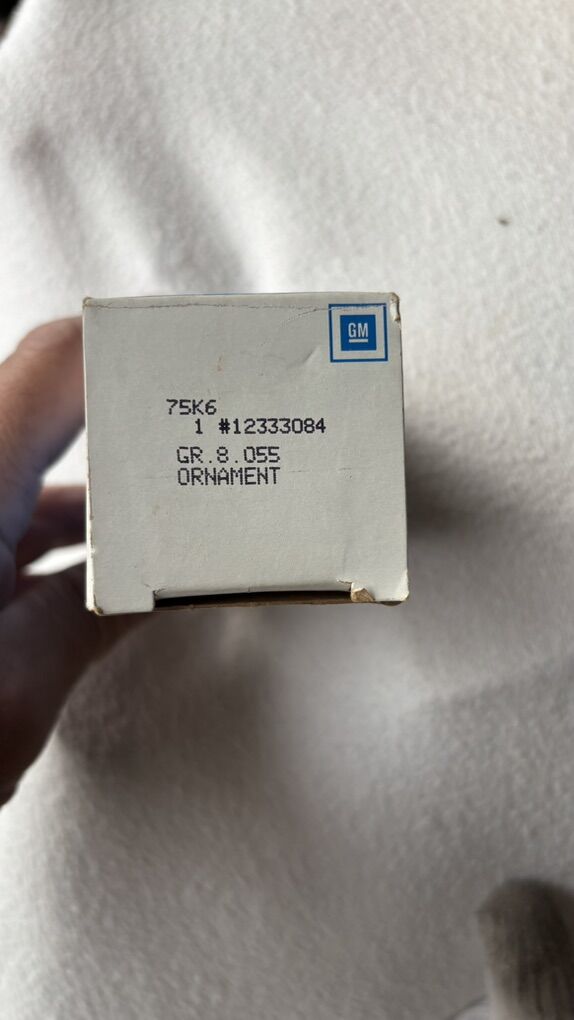 GM
75K6
1 #12333084
GR.8.055
ORNAMENT